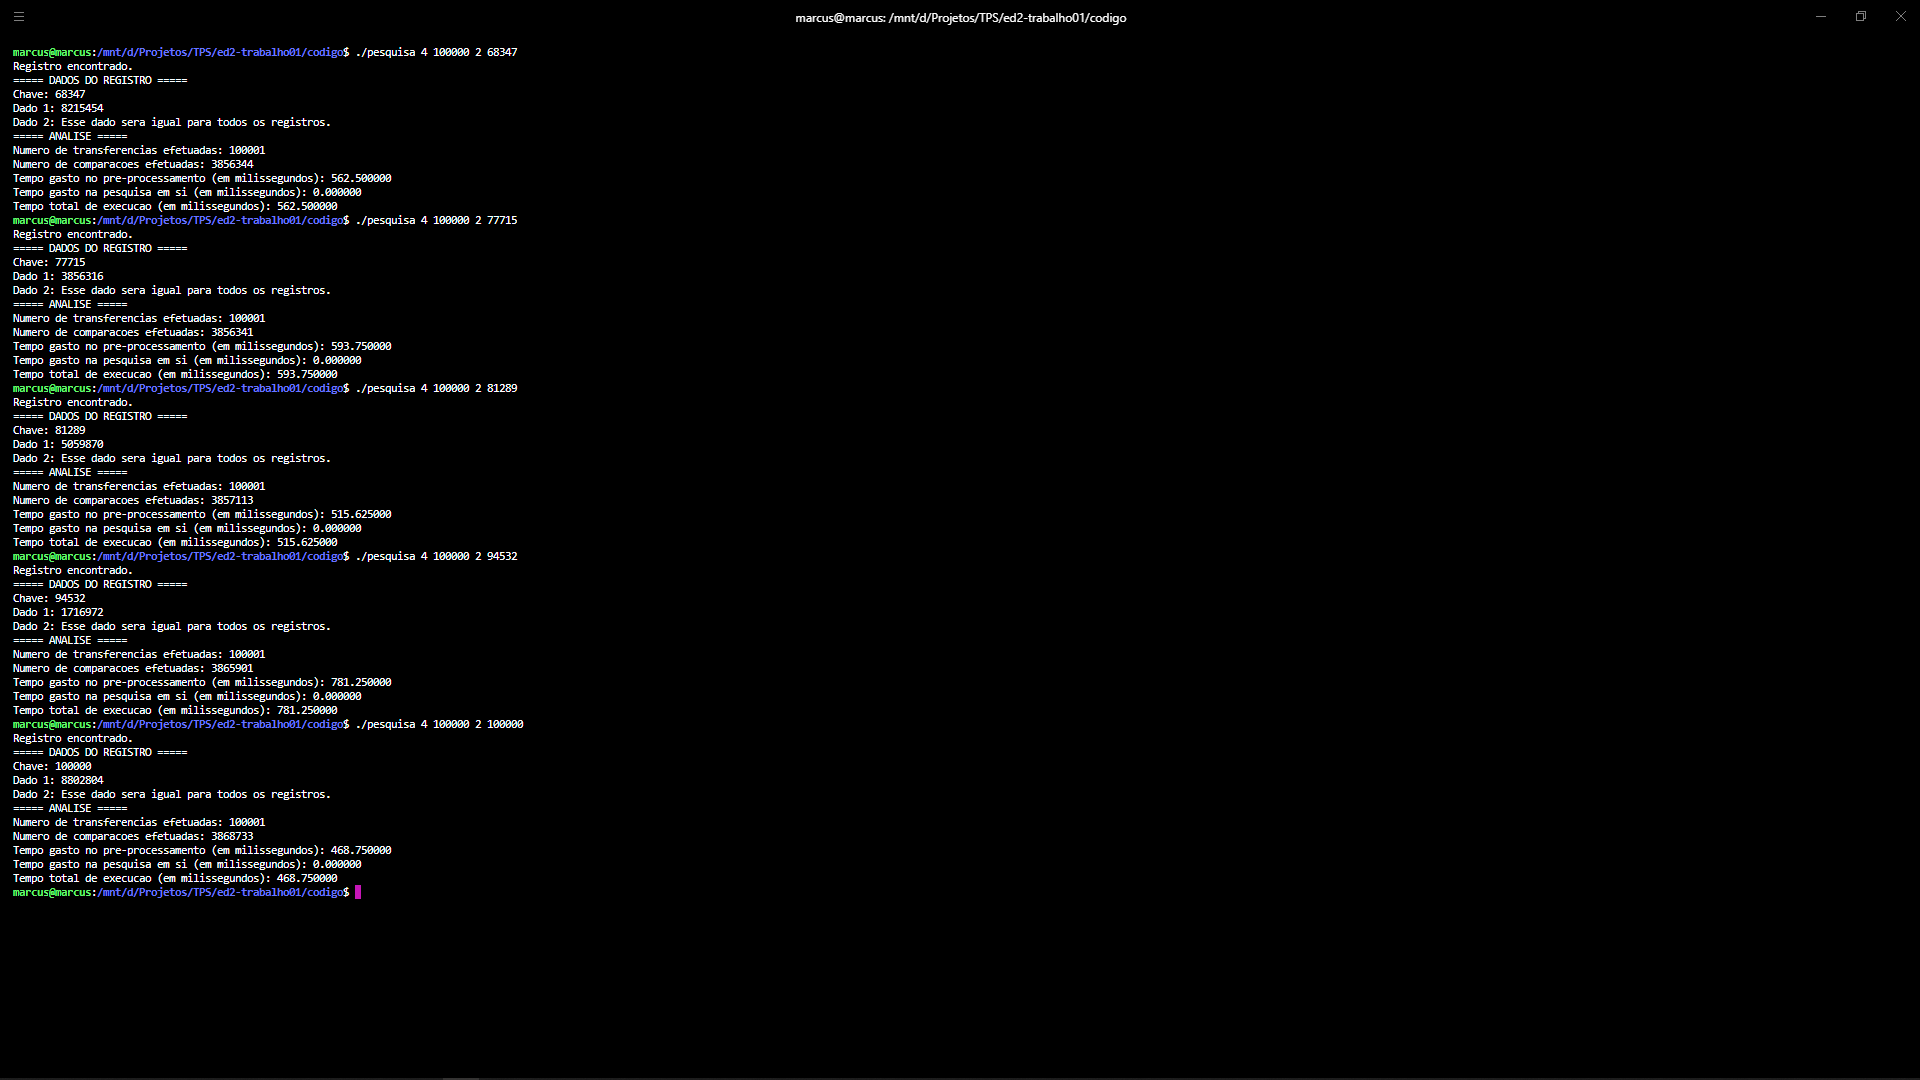 marcus@marcus: /mnt/d/Projetos/TPS/ed2-trabalho01/codigo
marcus@marcus:/mnt/d/Projetos/TPS/ed2-trabalho01/codigo$ ./pesquisa 4 100000 2 68347
Registro encontrado.
===== DADOS DO REGISTRO =====
Chave: 68347
Dado 1: 8215454
Dado 2: Esse dado sera igual para todos os registros.
===== ANALISE =====
Numero de transferencias efetuadas: 100001
Numero de comparacoes efetuadas: 3856344
Tempo gasto no pre-processamento (em milissegundos): 562.500000
Tempo gasto na pesquisa em si (em milissegundos): 0.000000
Tempo total de execucao (em milissegundos): 562.500000
marcus@marcus:/mnt/d/Projetos/TPS/ed2-trabalho01/codigo$ ./pesquisa 4 100000 2 77715
Registro encontrado.
===== DADOS DO REGISTRO =====
Chave: 77715
Dado 1: 3856316
Dado 2: Esse dado sera igual para todos os registros.
===== ANALISE =====
Numero de transferencias efetuadas: 100001
Numero de comparacoes efetuadas: 3856341
Tempo gasto no pre-processamento (em milissegundos): 593.750000
Tempo gasto na pesquisa em si (em milissegundos): 0.000000
Tempo total de execucao (em milissegundos): 593.750000
marcus@marcus:/mnt/d/Projetos/TPS/ed2-trabalho01/codigo$ ./pesquisa 4 100000 2 81289
Registro encontrado.
===== DADOS DO REGISTRO =====
Chave: 81289
Dado 1: 5059870
Dado 2: Esse dado sera igual para todos os registros.
===== ANALISE =====
Numero de transferencias efetuadas: 100001
Numero de comparacoes efetuadas: 3857113
Tempo gasto no pre-processamento (em milissegundos): 515.625000
Tempo gasto na pesquisa em si (em milissegundos): 0.000000
Tempo total de execucao (em milissegundos): 515.625000
marcus@marcus:/mnt/d/Projetos/TPS/ed2-trabalho01/codigo$ ./pesquisa 4 100000 2 94532
Registro encontrado.
===== DADOS DO REGISTRO =====
Chave: 94532
Dado 1: 1716972
Dado 2: Esse dado sera igual para todos os registros.
===== ANALISE =====
Numero de transferencias efetuadas: 100001
Numero de comparacoes efetuadas: 3865901
Tempo gasto no pre-processamento (em milissegundos): 781.250000
Tempo gasto na pesquisa em si (em milissegundos): 0.000000
Tempo total de execucao (em milissegundos): 781.250000
marcus@marcus:/mnt/d/Projetos/TPS/ed2-trabalho01/codigo$ ./pesquisa 4 100000 2 100000
Registro encontrado.
===== DADOS DO REGISTRO =====
Chave: 100000
Dado 1: 8802804
Dado 2: Esse dado sera igual para todos os registros.
===== ANALISE =====
Numero de transferencias efetuadas: 100001
Numero de comparacoes efetuadas: 3868733
Tempo gasto no pre-processamento (em milissegundos): 468.750000
Tempo gasto na pesquisa em si (em milissegundos): 0.000000
Tempo total de execucao (em milissegundos): 468.750000
marcus@marcus:/mnt/d/Projetos/TPS/ed2-trabalho01/codigo$